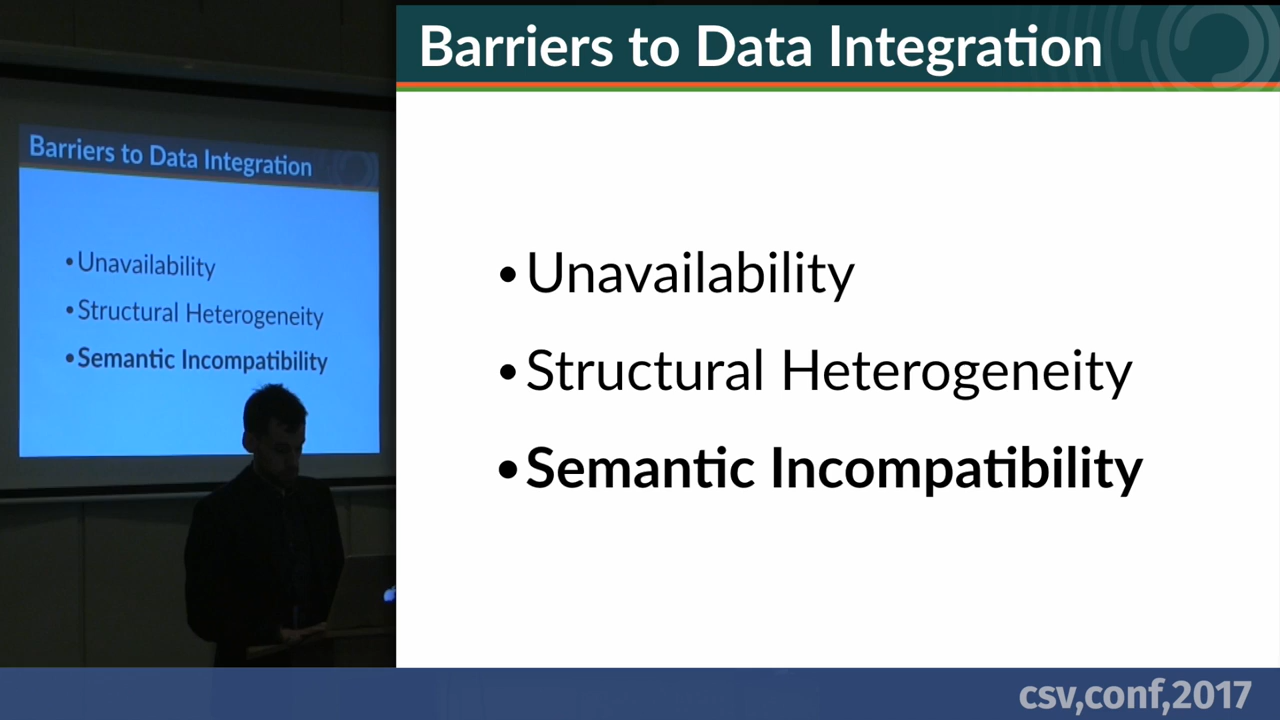 Barriers to Data Integration
• Unavailability
• Structural Heterogeneity
• Semantic Incompatibility
Barriers to Data Integration
• Unavailability
• Structural Heterogeneity
• Semantic Incompatibility
csv,conf,2017